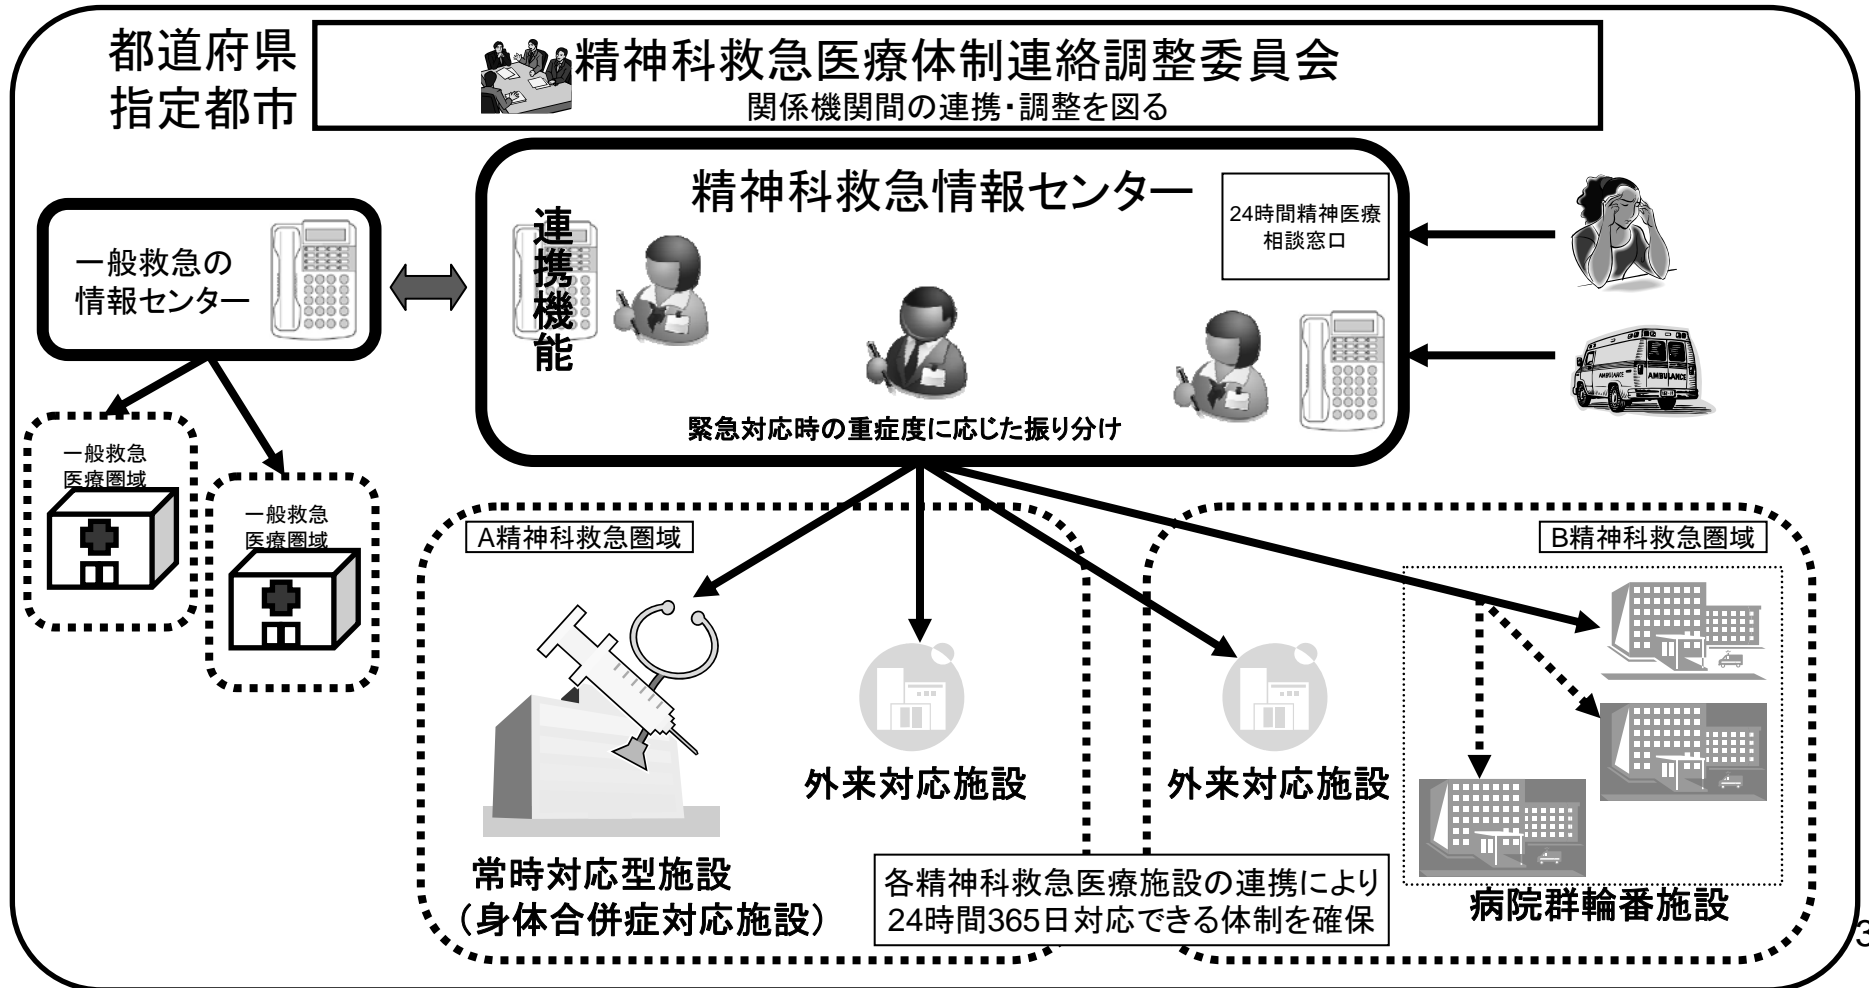 都道府県
指定都市
精神科救急医療体制連絡調整委員会
関係機関間の連携・調整を図る
一般救急の
情報センター
連携機能
精神科救急情報センター
24時間精神医療
相談窓口
AMBULANCE
AMBULANCE
緊急対応時の重症度に応じた振り分け
一般救急
医療圏域
一般救急
医療圏域
A精神科救急圏域
B精神科救急圏域
外来対応施設
外来対応施設
常時対応型施設
（身体合併症対応施設）
各精神科救急医療施設の連携により
24時間365日対応できる体制を確保
病院群輪番施設
3